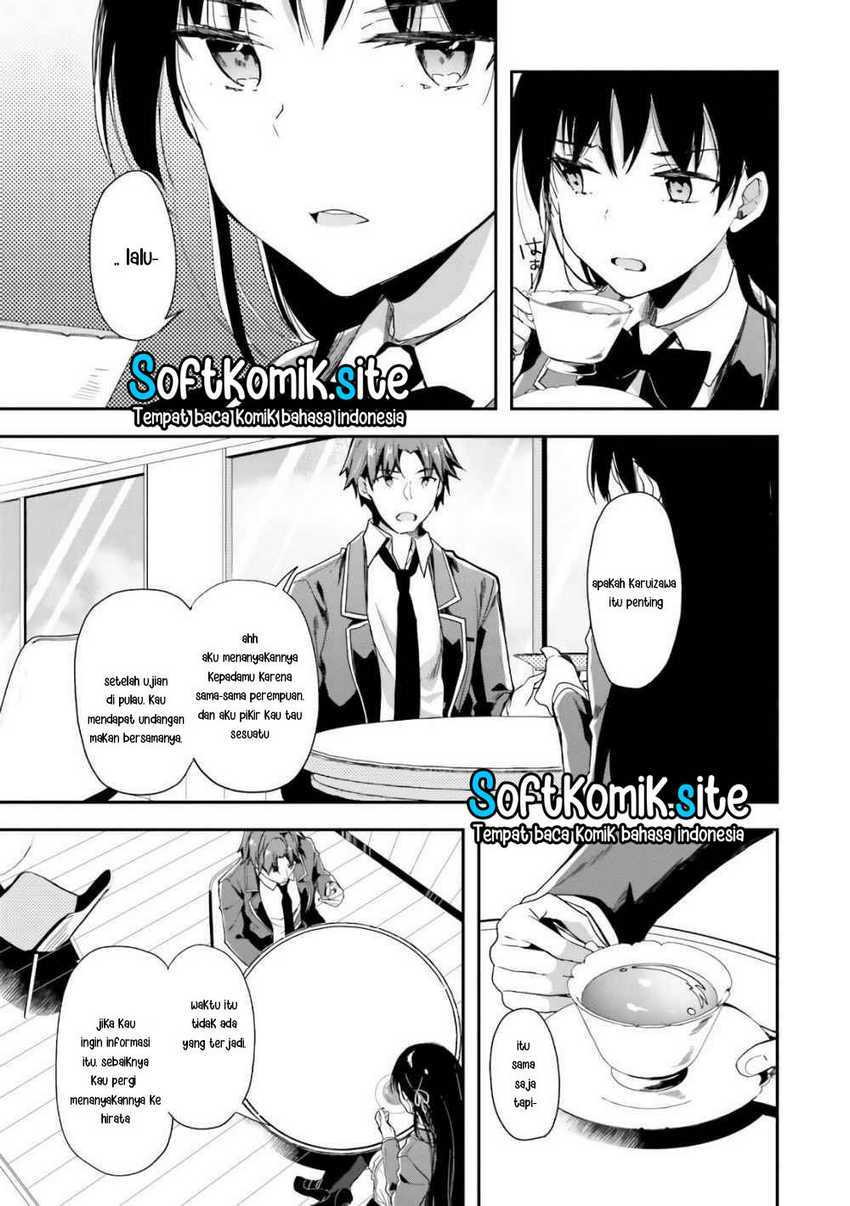 はぁ…
.. lalu-
SoftKomik.site
Tempat baca Komik bahasa indonesia
apakah Karuizawa
itu penting
ahh
aku menanyakannya
Kepadamu Karena
sama-sama perempuan.
dan aku piKir Kau tau
sesuatu
setelah ujian
di pulau. Kau
mendapat undangan
makan bersamanya.
SoftKomik.site
Tempat baca Komik bahasa indonesia
itu
sama
saja
tapi-
waKtu itu
tidaK ada
yang terjadi.
jiKa Kau
ingin informasi
itu. sebaiKnya
Kau pergi
menanyaKannya Ke
hirata